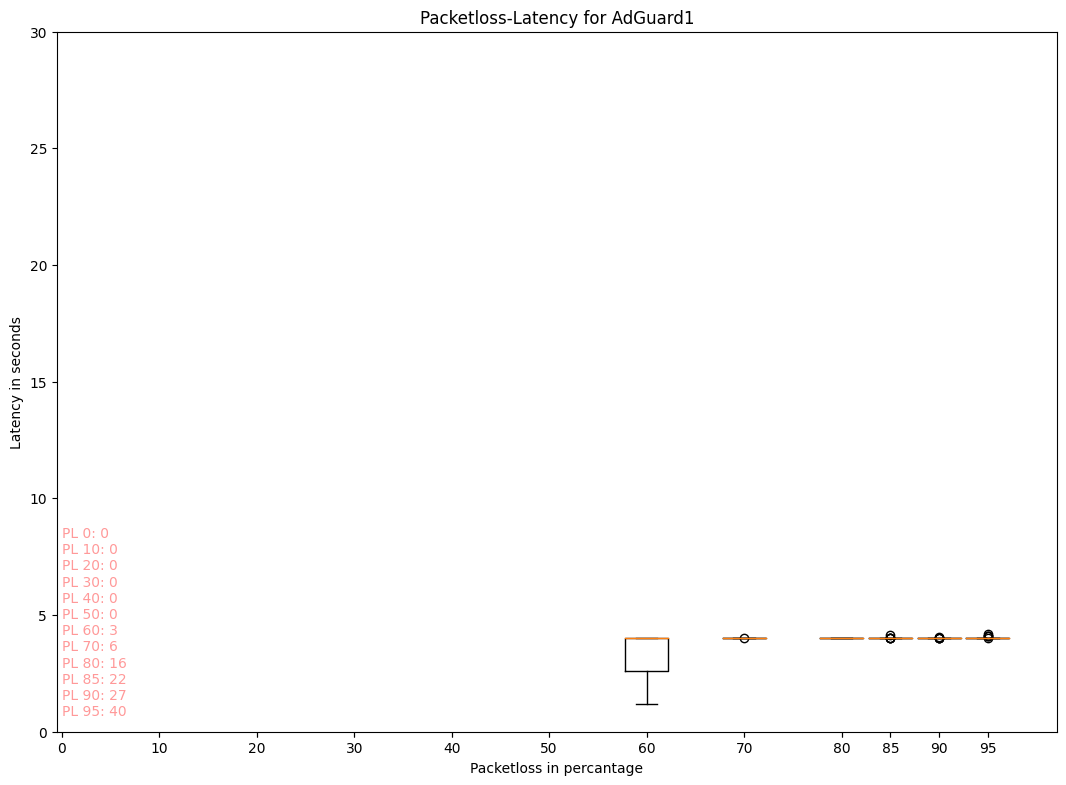 Packetloss-Latency for AdGuard1
30
25
20
15
10
5
0
Latency in seconds
PL 0: 0
PL 10: 0
PL 20: 0
PL 30: 0
PL 40: 0
PL 50: 0
PL 60: 3
PL 70: 6
PL 80: 16
PL 85: 22
PL 90: 27
PL 95: 40
0 10 20 30 40 50 60 70 80 85 90 95
Packetloss in percantage